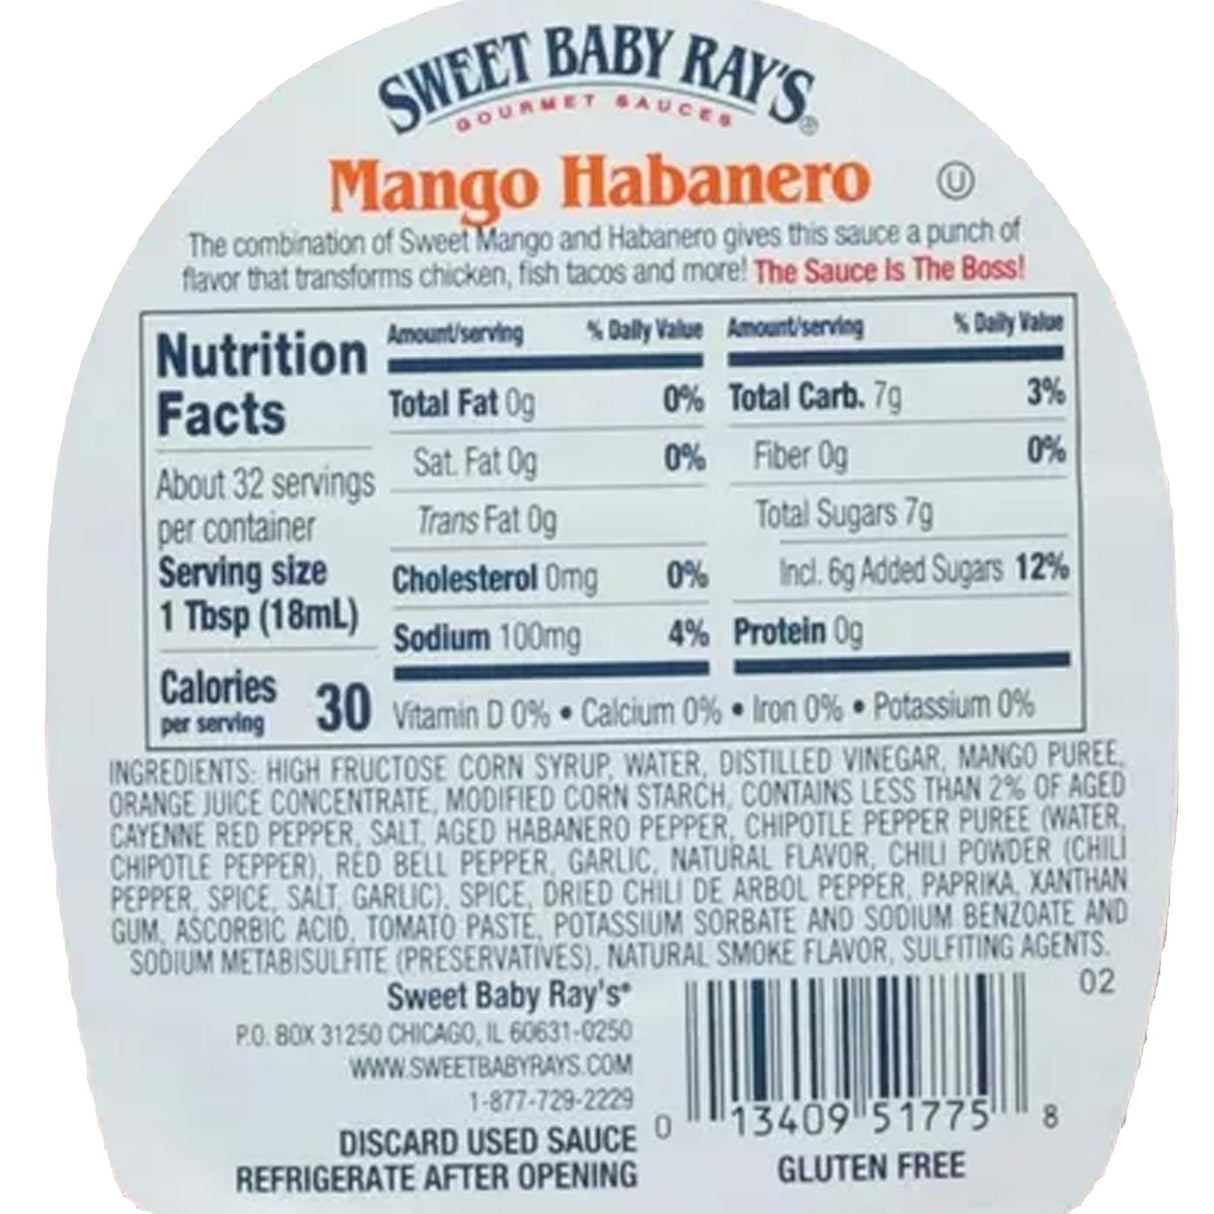 SWEET BABY RAY'S®
GOURMET SAUCES
Mango Habanero
U
The combination of Sweet Mango and Habanero gives this sauce a punch of
flavor that transforms chicken, fish tacos and more! The Sauce Is The Boss!
Nutrition
Facts
About 32 servings
per container
Serving size
1 Tbsp (18mL)
Calories
per serving 30
Amount/serving % Daily Value
Total Fat 0g 0%
Sat. Fat 0g 0%
Trans Fat 0g
Cholesterol 0mg 0%
Sodium 100mg 4%
Amount/serving % Daily Value
Total Carb. 7g 3%
Fiber 0g 0%
Total Sugars 7g
Incl. 6g Added Sugars 12%
Protein 0g
Vitamin D 0% • Calcium 0% • Iron 0% • Potassium 0%
INGREDIENTS: HIGH FRUCTOSE CORN SYRUP, WATER, DISTILLED VINEGAR, MANGO PUREE,
ORANGE JUICE CONCENTRATE, MODIFIED CORN STARCH, CONTAINS LESS THAN 2% OF AGED
CAYENNE RED PEPPER, SALT, AGED HABANERO PEPPER, CHIPOTLE PEPPER PUREE (WATER,
CHIPOTLE PEPPER), RED BELL PEPPER, GARLIC, NATURAL FLAVOR, CHILI POWDER (CHILI
PEPPER, SPICE, SALT, GARLIC), SPICE, DRIED CHILI DE ARBOL PEPPER, PAPRIKA, XANTHAN
GUM, ASCORBIC ACID, TOMATO PASTE, POTASSIUM SORBATE AND SODIUM BENZOATE AND
SODIUM METABISULFITE (PRESERVATIVES), NATURAL SMOKE FLAVOR, SULFITING AGENTS.
Sweet Baby Ray's®
P.O. BOX 31250 CHICAGO, IL 60631-0250
WWW.SWEETBABYRAYS.COM
1-877-729-2229
DISCARD USED SAUCE
REFRIGERATE AFTER OPENING
02
0 13409 51775 8
GLUTEN FREE